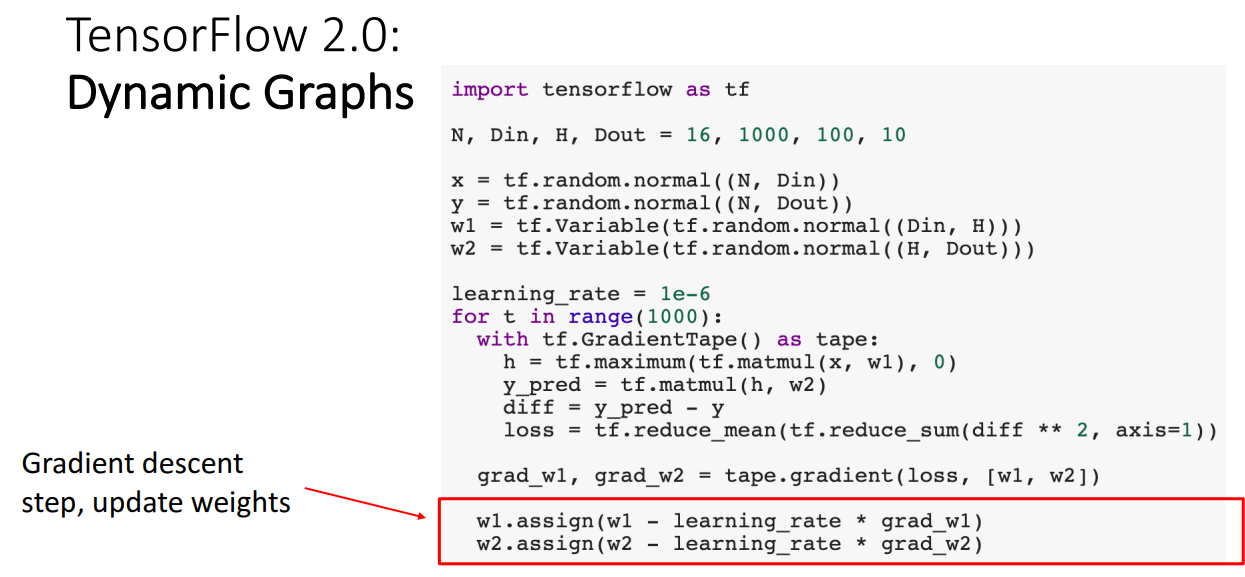 TensorFlow 2.0:
Dynamic Graphs
import tensorflow as tf
N, Din, H, Dout = 16, 1000, 100, 10
x = tf.random.normal((N, Din))
y = tf.random.normal((N, Dout))
w1 = tf.Variable(tf.random.normal((Din, H)))
w2 = tf.Variable(tf.random.normal((H, Dout)))
learning_rate = 1e-6
for t in range(1000):
  with tf.GradientTape() as tape:
    h = tf.maximum(tf.matmul(x, w1), 0)
    y_pred = tf.matmul(h, w2)
    diff = y_pred - y
    loss = tf.reduce_mean(tf.reduce_sum(diff ** 2, axis=1))
  grad_w1, grad_w2 = tape.gradient(loss, [w1, w2])
Gradient descent
step, update weights
  w1.assign(w1 - learning_rate * grad_w1)
  w2.assign(w2 - learning_rate * grad_w2)